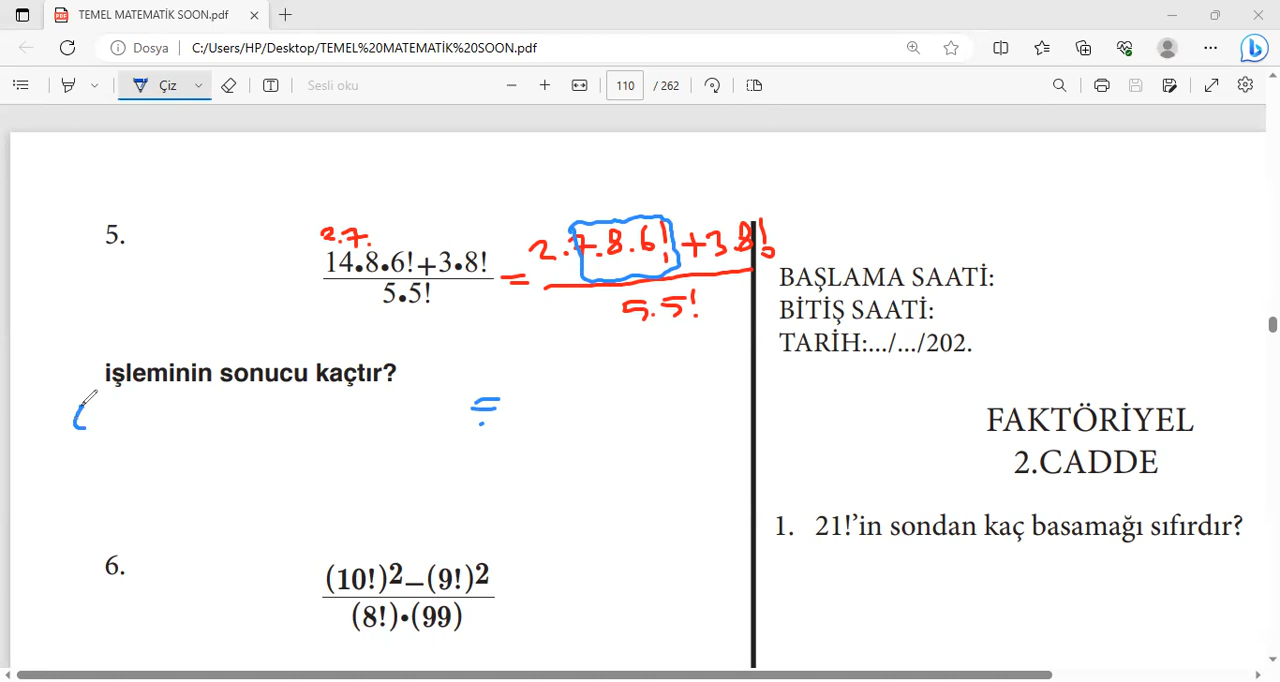 TEMEL MATEMATİK SOON.pdf
Dosya C:/Users/HP/Desktop/TEMEL%20MATEMATİK%20SOON.pdf
Çiz Sesli oku 110 / 262
5.
2.7.
14•8•6!+3•8! = 2.7.8.6!+3.8!
5•5! 5.5!
işleminin sonucu kaçtır?
=
6.
(10!)2−(9!)2
(8!)•(99)
BAŞLAMA SAATİ:
BİTİŞ SAATİ:
TARİH:.../.../202.
FAKTÖRİYEL
2.CADDE
1. 21!’in sondan kaç basamağı sıfırdır?